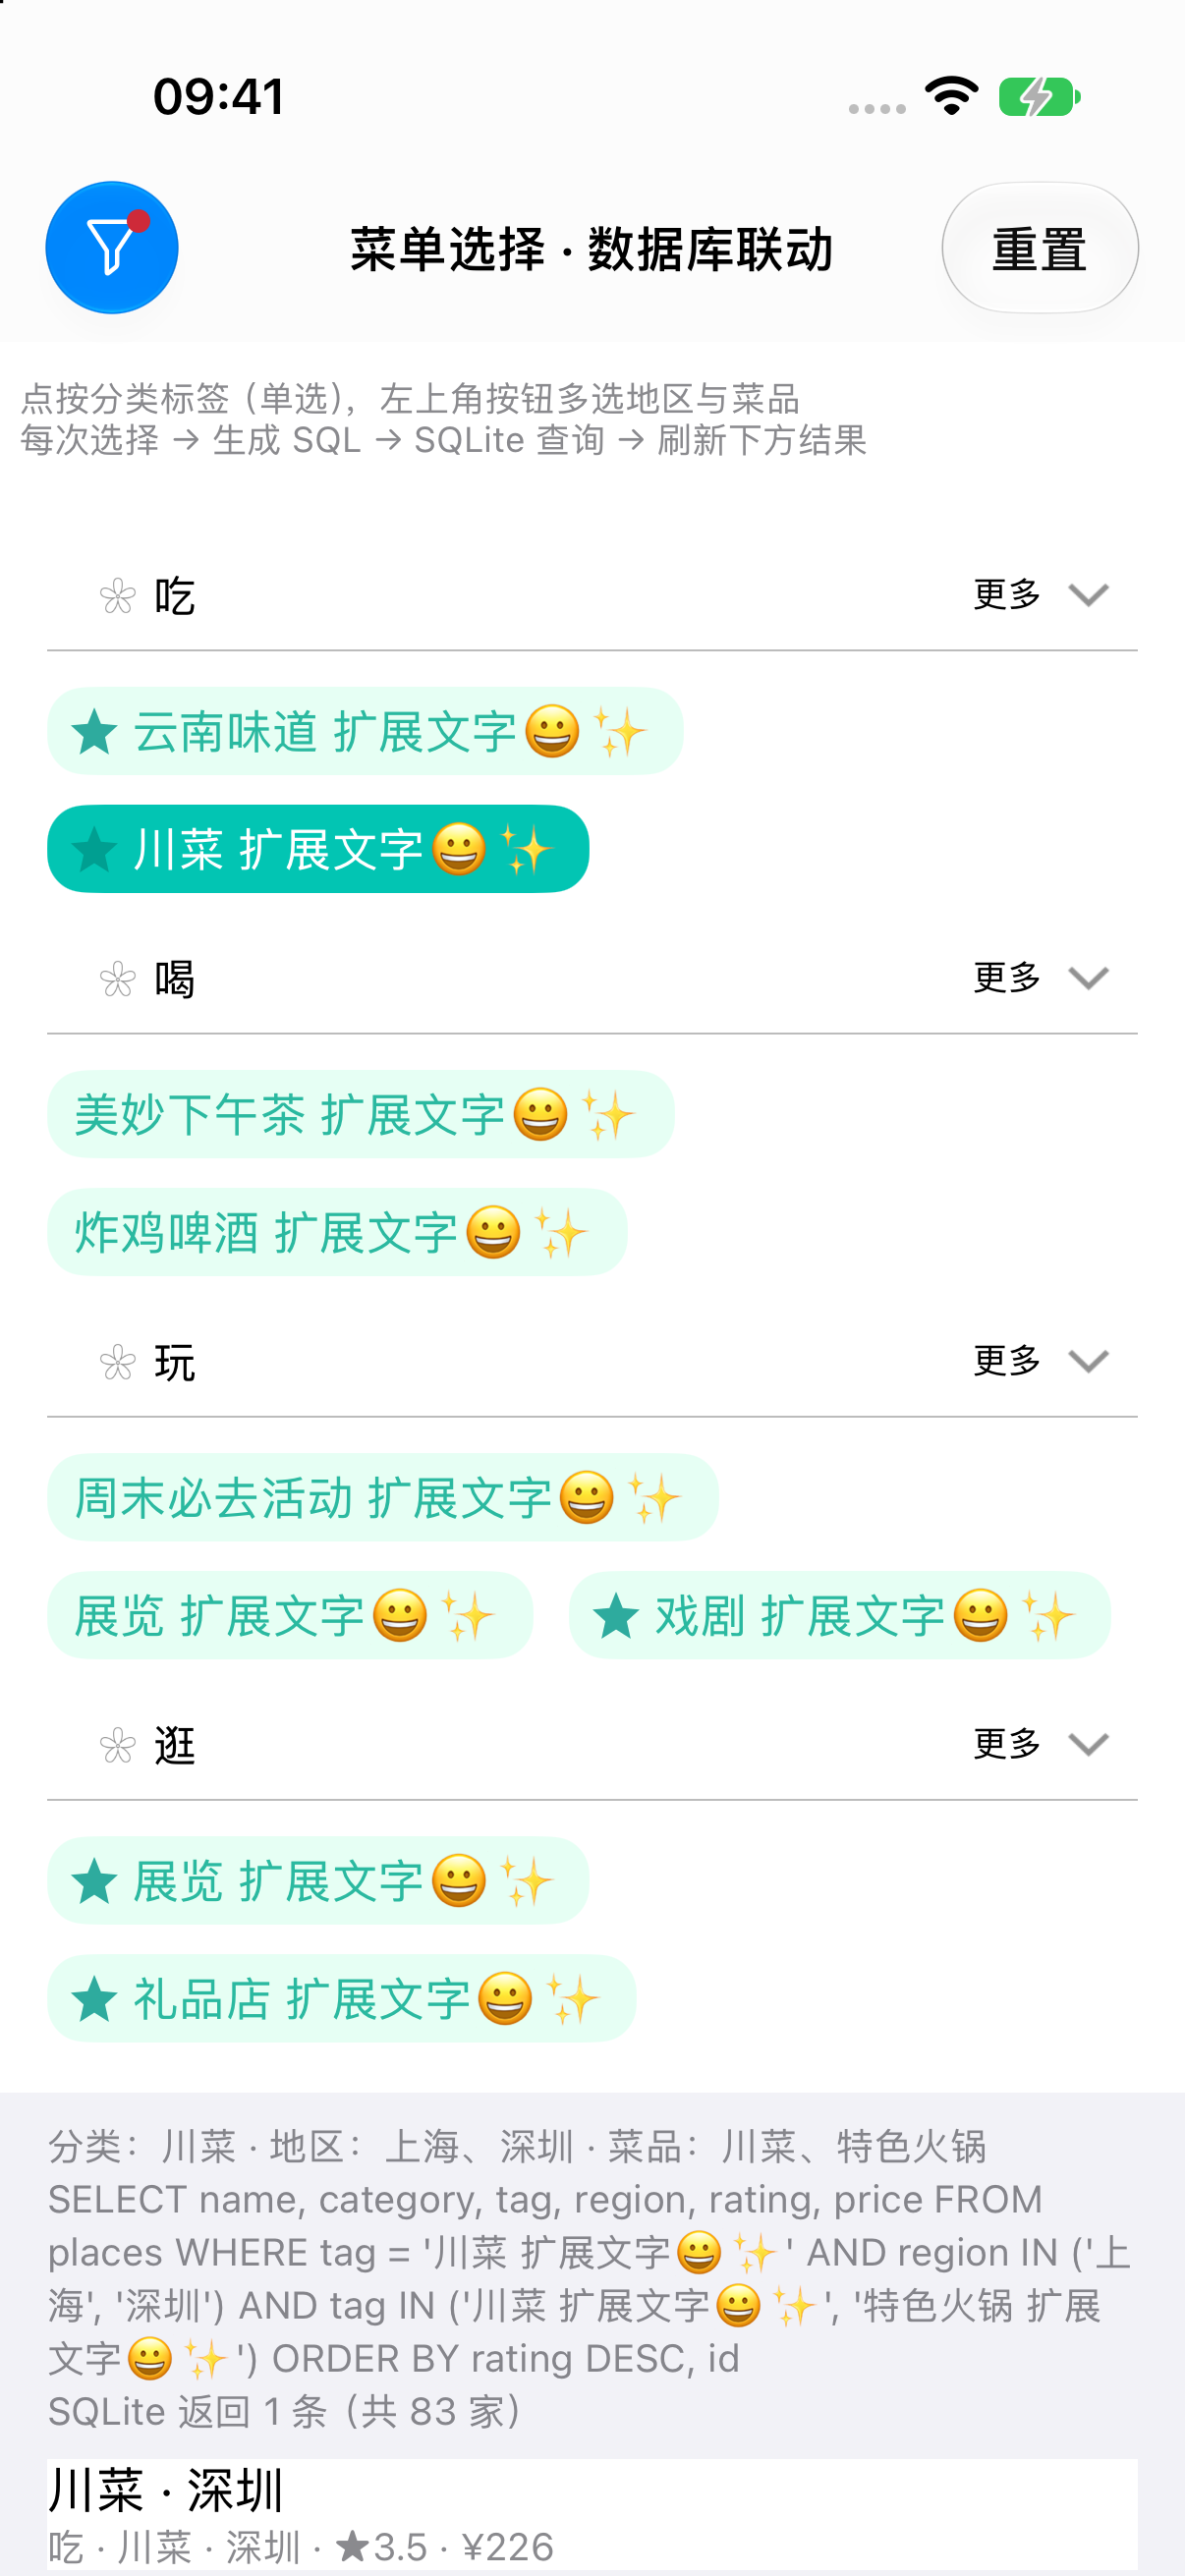 09:41
菜单选择 · 数据库联动
重置
点按分类标签（单选），左上角按钮多选地区与菜品
每次选择 → 生成 SQL → SQLite 查询 → 刷新下方结果
吃
更多
★ 云南味道 扩展文字😀✨
★ 川菜 扩展文字😀✨
喝
更多
美妙下午茶 扩展文字😀✨
炸鸡啤酒 扩展文字😀✨
玩
更多
周末必去活动 扩展文字😀✨
展览 扩展文字😀✨
★ 戏剧 扩展文字😀✨
逛
更多
★ 展览 扩展文字😀✨
★ 礼品店 扩展文字😀✨
分类：川菜 · 地区：上海、深圳 · 菜品：川菜、特色火锅
SELECT name, category, tag, region, rating, price FROM
places WHERE tag = '川菜 扩展文字😀✨' AND region IN ('上
海', '深圳') AND tag IN ('川菜 扩展文字😀✨', '特色火锅 扩展
文字😀✨') ORDER BY rating DESC, id
SQLite 返回 1 条（共 83 家）
川菜 · 深圳
吃 · 川菜 · 深圳 · ★3.5 · ¥226